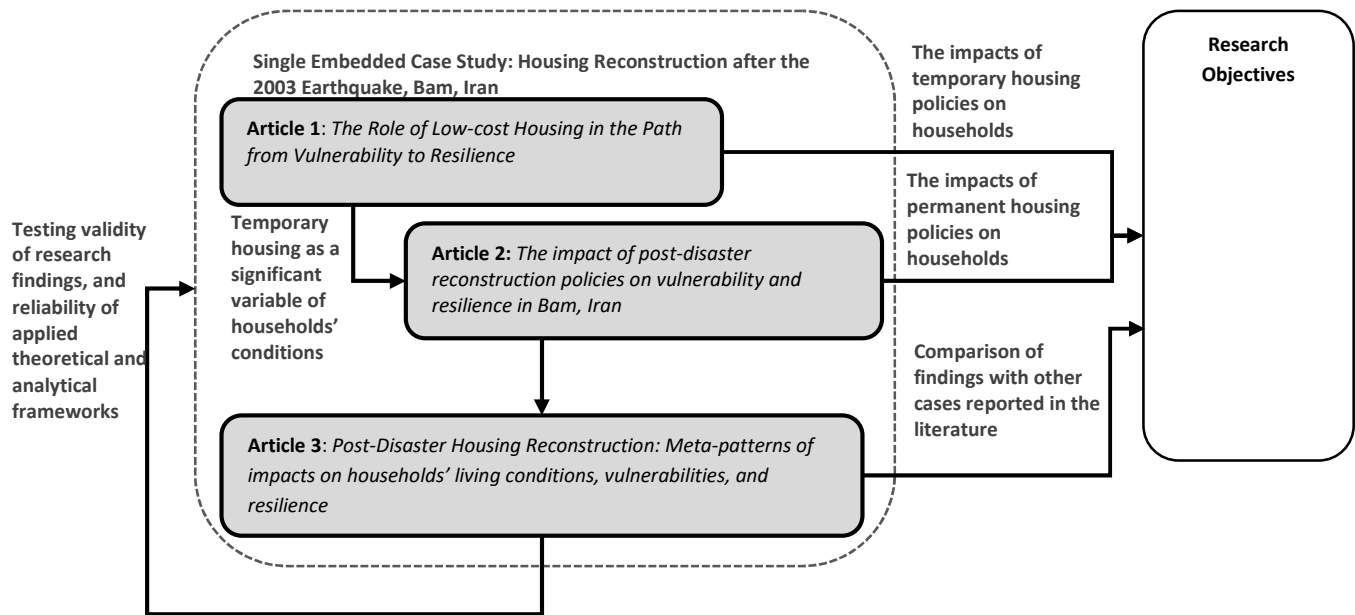 Single Embedded Case Study: Housing Reconstruction after the
2003 Earthquake, Bam, Iran
Article 1: The Role of Low-cost Housing in the Path
from Vulnerability to Resilience
The impacts of
temporary housing
policies on
households
Research
Objectives
Testing validity
of research
findings, and
reliability of
applied
theoretical and
analytical
frameworks
Temporary
housing as a
significant
variable of
households’
conditions
Article 2: The impact of post-disaster
reconstruction policies on vulnerability and
resilience in Bam, Iran
The impacts of
permanent housing
policies on
households
Article 3: Post-Disaster Housing Reconstruction: Meta-patterns of
impacts on households’ living conditions, vulnerabilities, and
resilience
Comparison of
findings with other
cases reported in the
literature